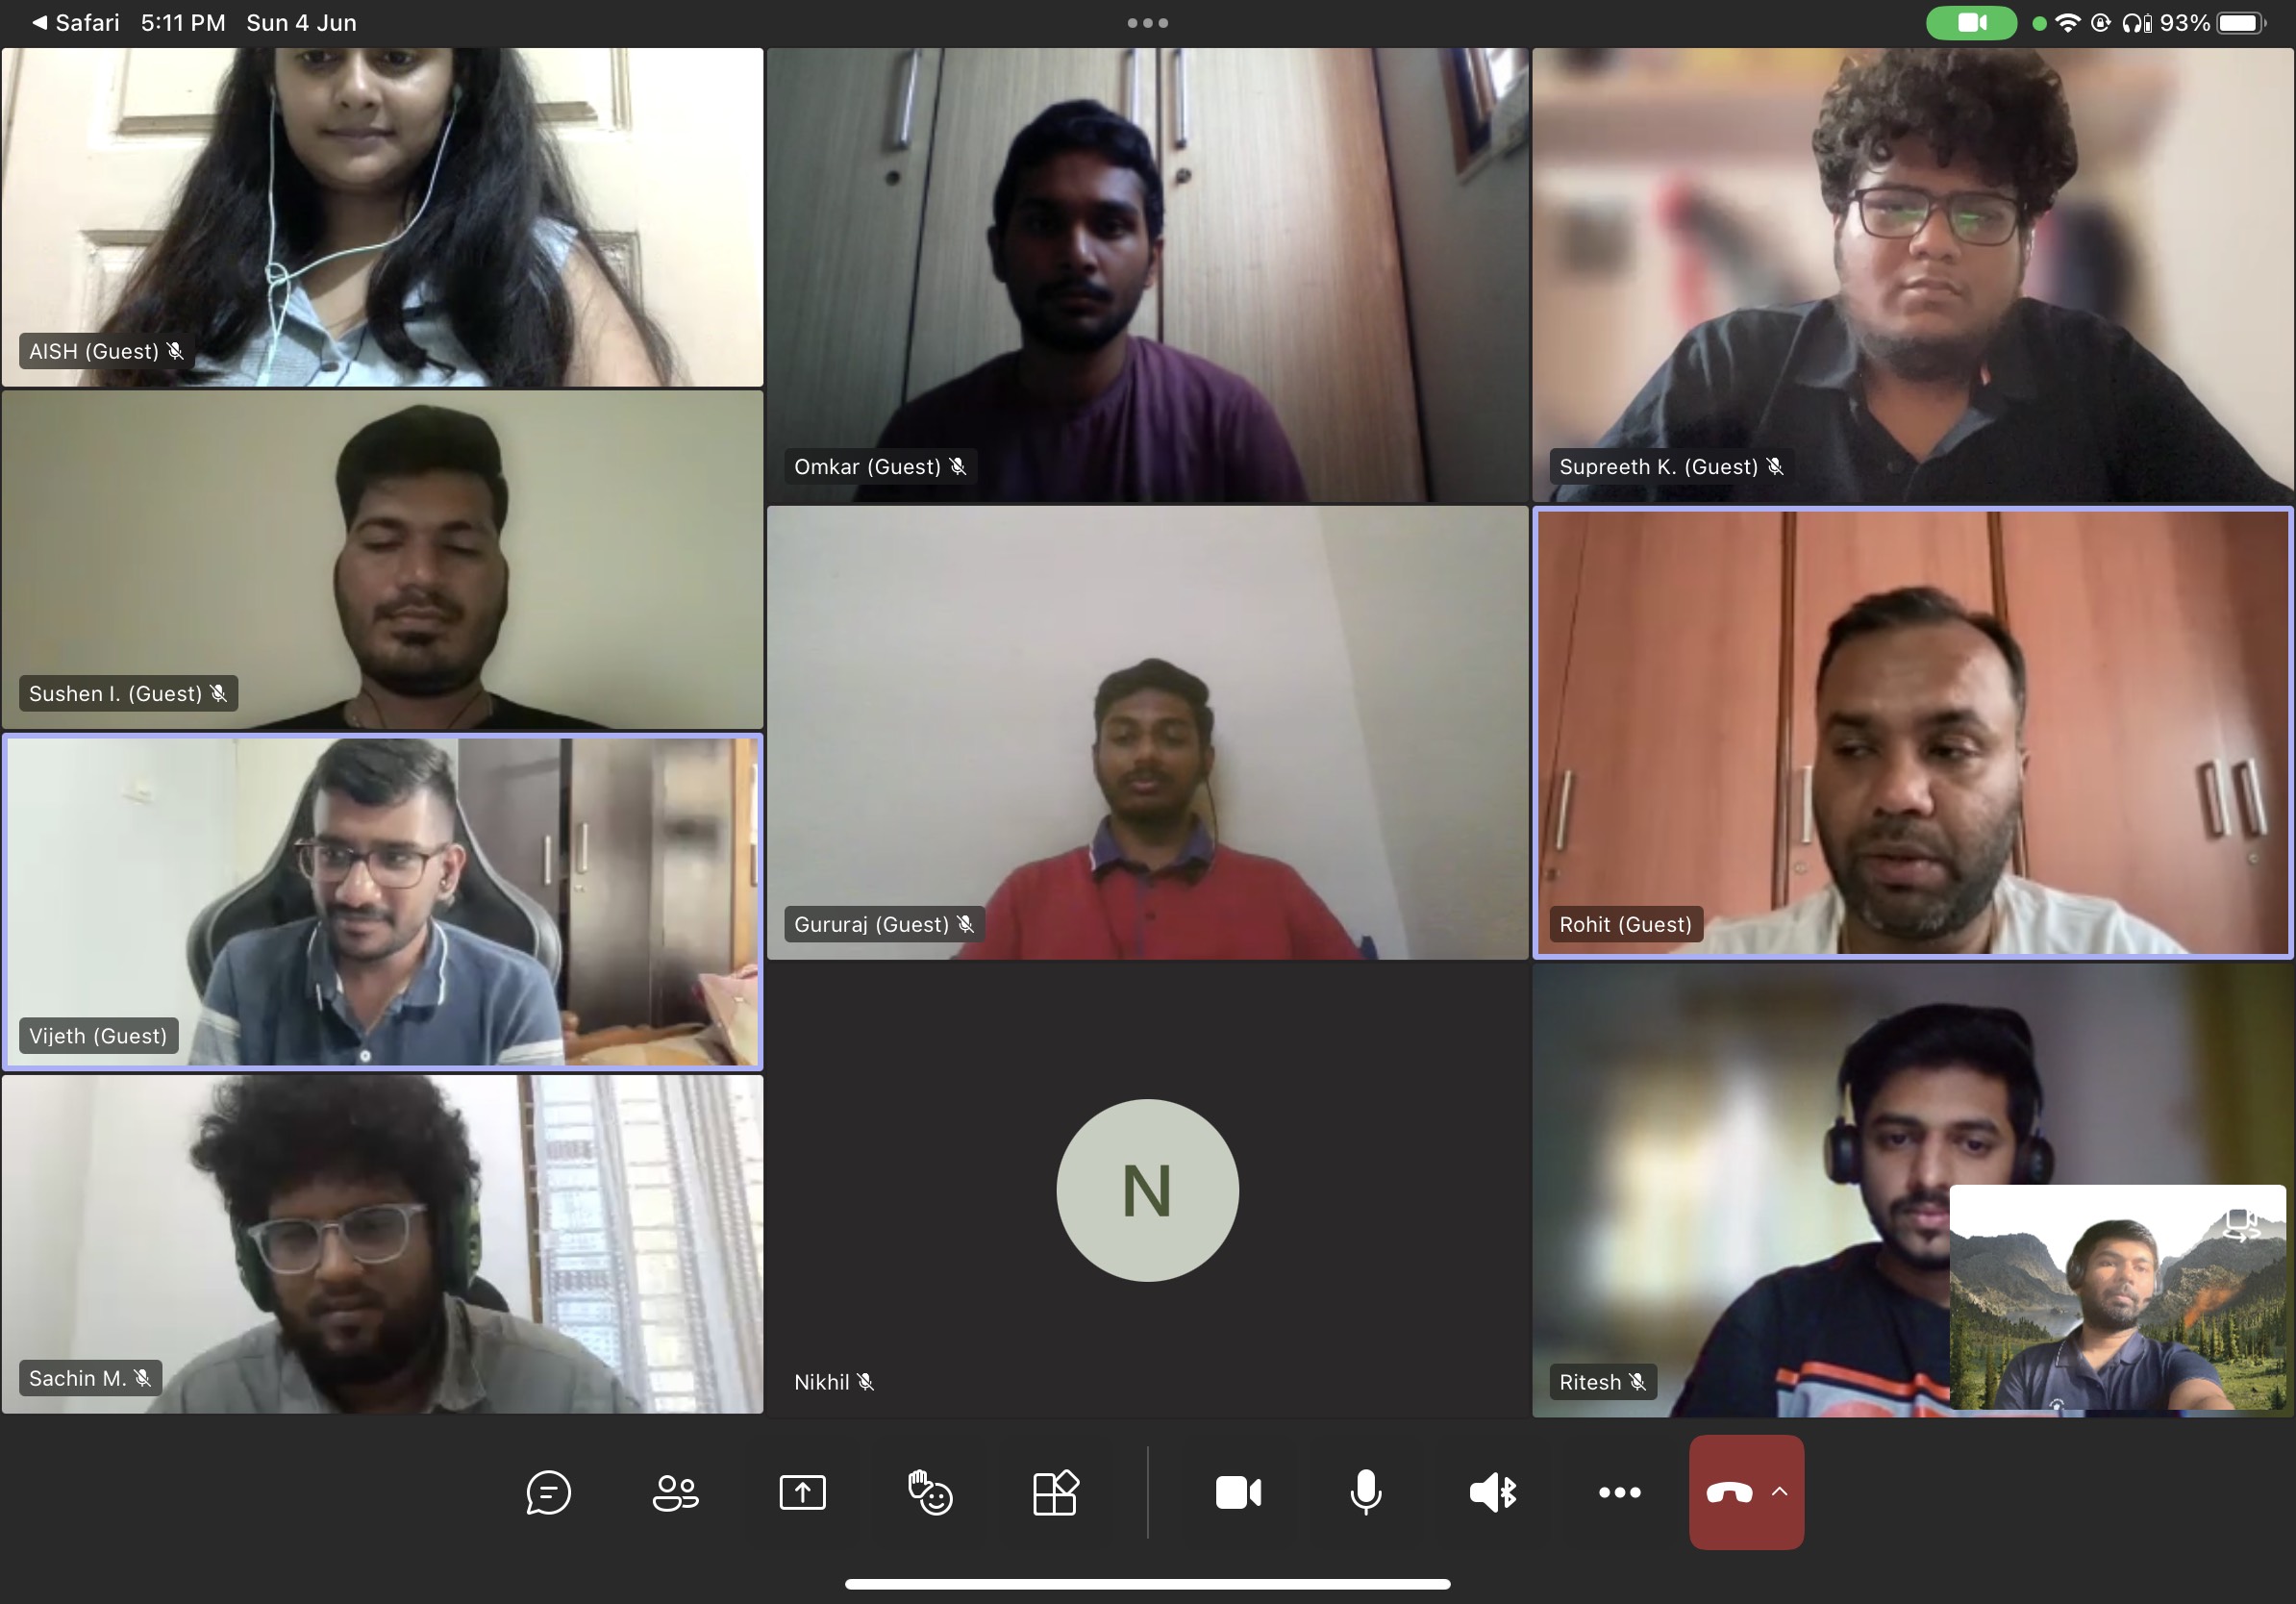 Safari 5:11 PM Sun 4 Jun
93%
AISH (Guest)
Omkar (Guest)
Supreeth K. (Guest)
Sushen I. (Guest)
Gururaj (Guest)
Rohit (Guest)
Vijeth (Guest)
N
Sachin M.
Nikhil
Ritesh